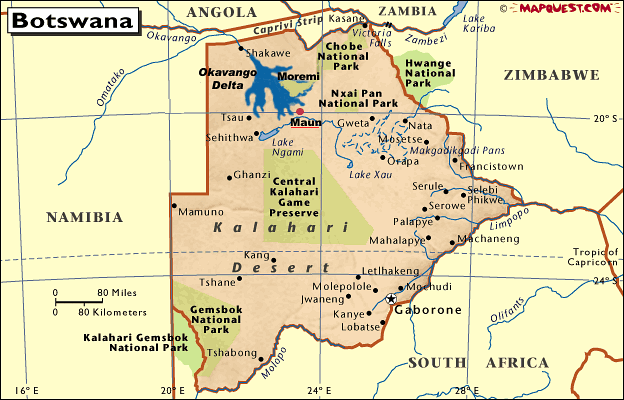 Botswana
ANGOLA
ZAMBIA
©MAPQUEST.COM
Okavango
Caprivi Strip
Kasane
Victoria
Falls
Zambezi
Lake
Kariba
Omatako
Shakawe
Chobe
National
Park
Hwange
National
Park
ZIMBABWE
Okavango
Delta
Moremi
Nxai Pan
National Park
Tsau
Maun
Gweta
Nata
20°S
Sehithwa
Lake
Ngami
Mosetse
Makgadikgadi Pans
Orapa
Francistown
Lake Xau
Ghanzi
Central
Kalahari
Game
Preserve
Serule
Selebi
Phikwe
NAMIBIA
Mamuno
Serowe
Palapye
Limpopo
Kalahari
Mahalapye
Machaneng
Tropic of
Capricorn
Kang
Desert
Letlhakeng
24°S
Tshane
Molepolole
Mochudi
0 80 Miles
0 80 Kilometers
Jwaneng
Gaborone
Gemsbok
National
Park
Kanye
Lobatse
Olifants
Kalahari Gemsbok
National Park
Tshabong
Molopo
SOUTH AFRICA
16°E
20°E
24°E
28°E